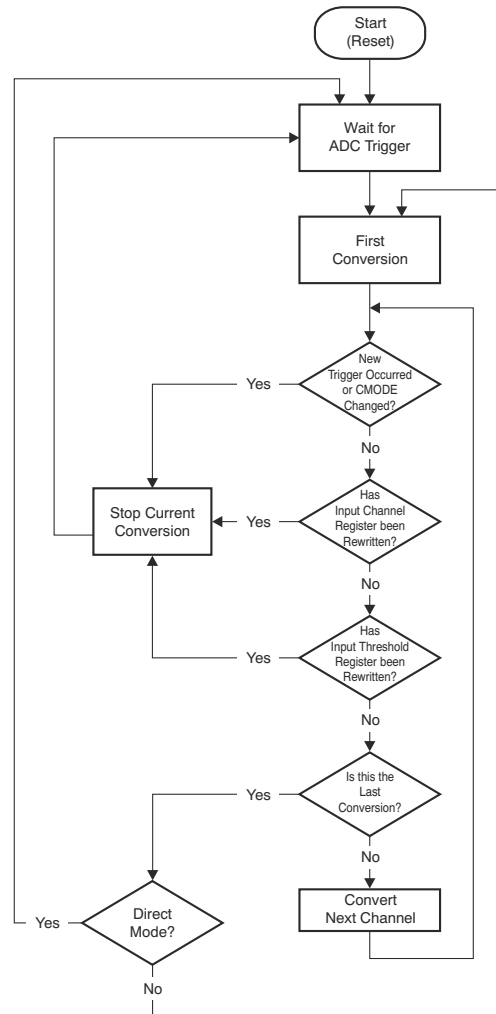 Start
(Reset)
Wait for
ADC Trigger
First
Conversion
New
Trigger Occurred
or CMODE
Changed?
Yes
No
Stop Current
Conversion
Has
Input Channel
Register been
Rewritten?
Yes
No
Has
Input Threshold
Register been
Rewritten?
Yes
No
Is this the
Last
Conversion?
Yes
No
Convert
Next Channel
Direct
Mode?
Yes
No